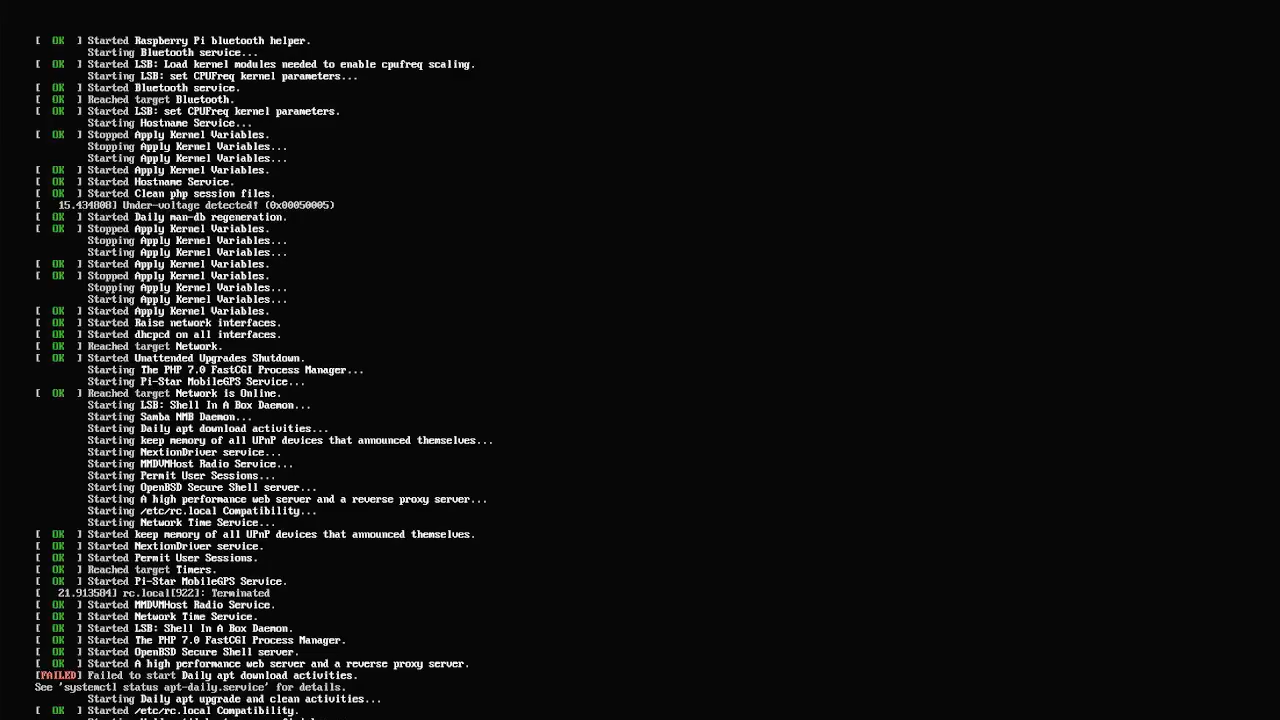 [  OK  ] Started Raspberry Pi bluetooth helper.
Starting Bluetooth service...
[  OK  ] Started LSB: Load kernel modules needed to enable cpufreq scaling.
Starting LSB: set CPUFreq kernel parameters...
[  OK  ] Started Bluetooth service.
[  OK  ] Reached target Bluetooth.
[  OK  ] Started LSB: set CPUFreq kernel parameters.
Starting Hostname Service...
[  OK  ] Stopped Apply Kernel Variables.
Stopping Apply Kernel Variables...
Starting Apply Kernel Variables...
[  OK  ] Started Apply Kernel Variables.
[  OK  ] Started Hostname Service.
[  OK  ] Started Clean php session files.
[   15.434808] Under-voltage detected! (0x00050005)
[  OK  ] Started Daily man-db regeneration.
[  OK  ] Stopped Apply Kernel Variables.
Stopping Apply Kernel Variables...
Starting Apply Kernel Variables...
[  OK  ] Started Apply Kernel Variables.
[  OK  ] Stopped Apply Kernel Variables.
Stopping Apply Kernel Variables...
Starting Apply Kernel Variables...
[  OK  ] Started Apply Kernel Variables.
[  OK  ] Started Raise network interfaces.
[  OK  ] Started dhcpcd on all interfaces.
[  OK  ] Reached target Network.
[  OK  ] Started Unattended Upgrades Shutdown.
Starting The PHP 7.0 FastCGI Process Manager...
Starting Pi-Star MobileGPS Service...
[  OK  ] Reached target Network is Online.
Starting LSB: Shell In A Box Daemon...
Starting Samba NMB Daemon...
Starting Daily apt download activities...
Starting keep memory of all UPnP devices that announced themselves...
Starting NextionDriver service...
Starting MMDVMHost Radio Service...
Starting Permit User Sessions...
Starting OpenBSD Secure Shell server...
Starting A high performance web server and a reverse proxy server...
Starting /etc/rc.local Compatibility...
Starting Network Time Service...
[  OK  ] Started keep memory of all UPnP devices that announced themselves.
[  OK  ] Started NextionDriver service.
[  OK  ] Started Permit User Sessions.
[  OK  ] Reached target Timers.
[  OK  ] Started Pi-Star MobileGPS Service.
[   21.913584] rc.local[922]: Terminated
[  OK  ] Started MMDVMHost Radio Service.
[  OK  ] Started Network Time Service.
[  OK  ] Started LSB: Shell In A Box Daemon.
[  OK  ] Started The PHP 7.0 FastCGI Process Manager.
[  OK  ] Started OpenBSD Secure Shell server.
[  OK  ] Started A high performance web server and a reverse proxy server.
[FAILED] Failed to start Daily apt download activities.
See 'systemctl status apt-daily.service' for details.
Starting Daily apt upgrade and clean activities...
[  OK  ] Started /etc/rc.local Compatibility.